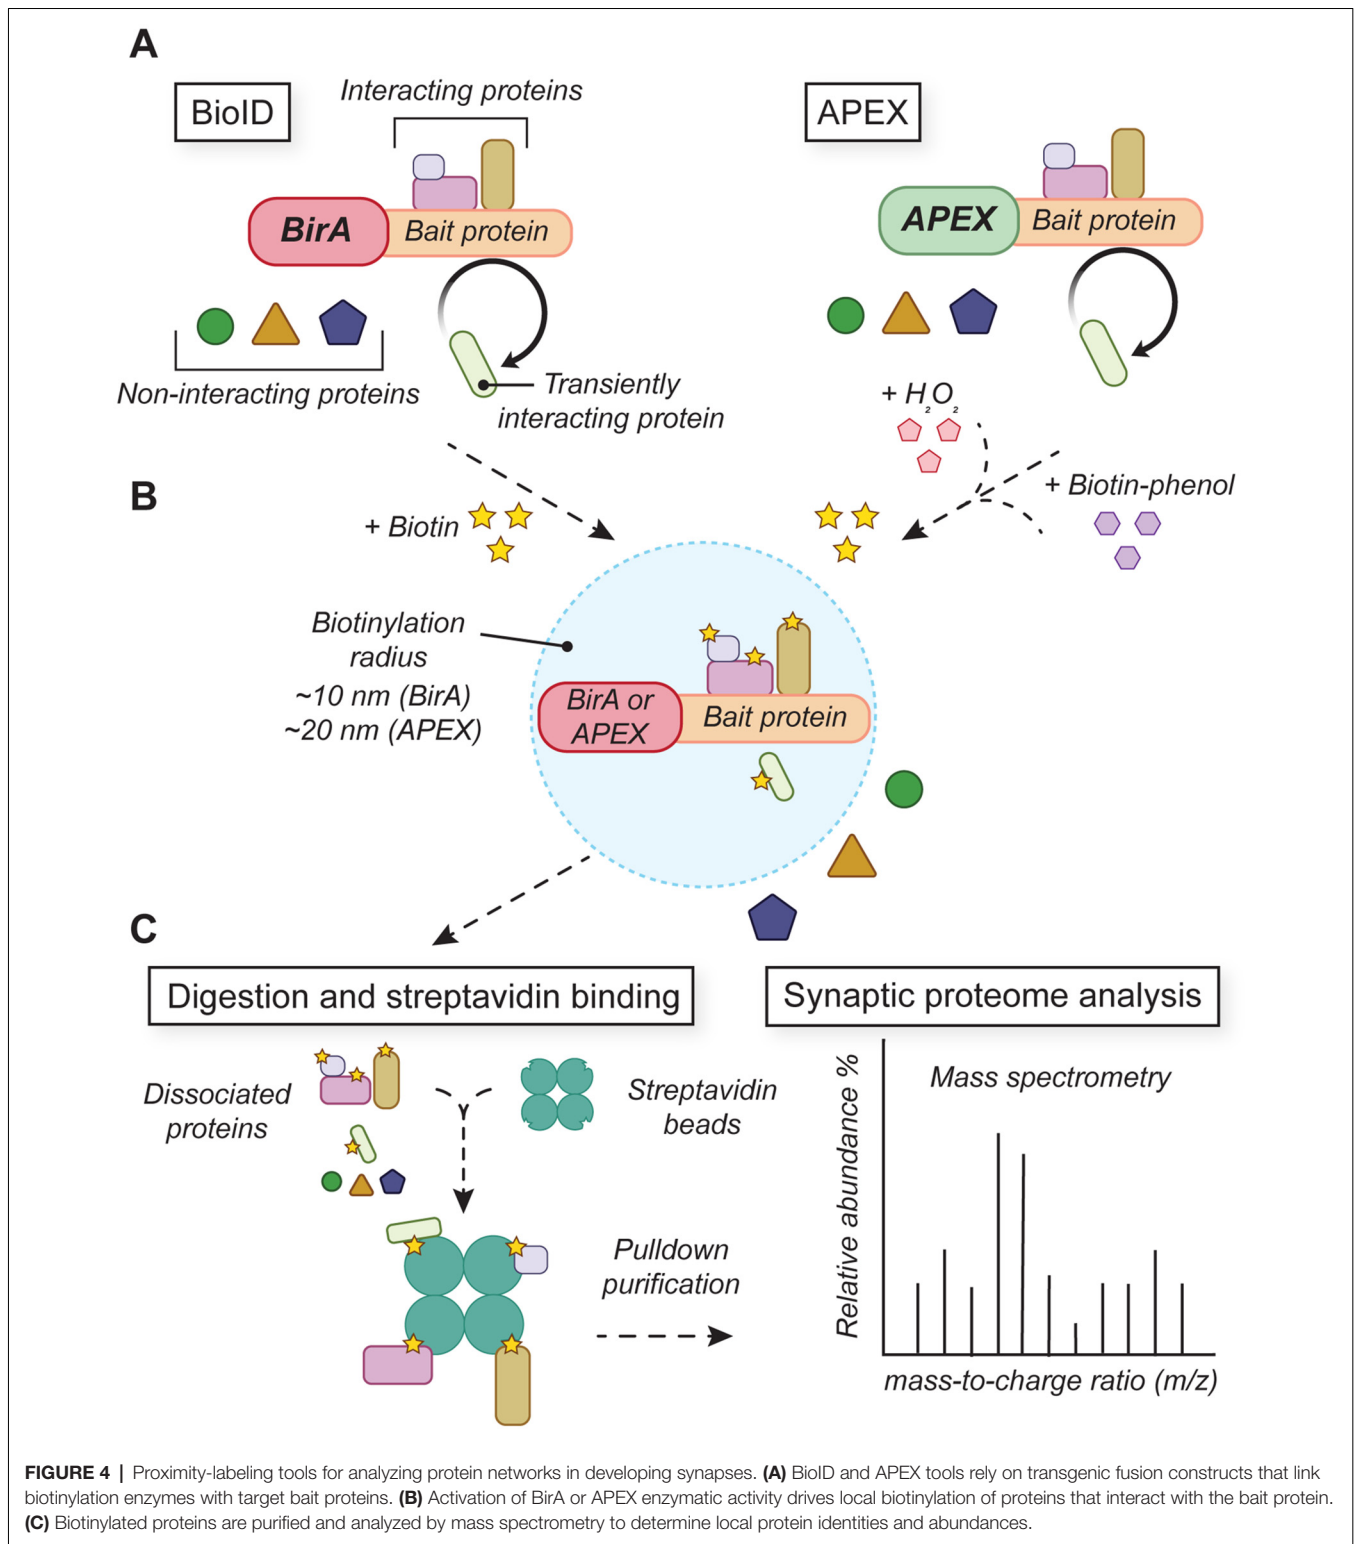 A
BioID
Interacting proteins
BirA
Bait protein
Non-interacting proteins
Transiently
interacting protein
APEX
APEX
Bait protein
+ H2O2
+ Biotin-phenol
B
+ Biotin
Biotinylation
radius
~10 nm (BirA)
~20 nm (APEX)
BirA or
APEX
Bait protein
C
Digestion and streptavidin binding
Dissociated
proteins
Streptavidin
beads
Pulldown
purification
Synaptic proteome analysis
Mass spectrometry
Relative abundance %
mass-to-charge ratio (m/z)
FIGURE 4 | Proximity-labeling tools for analyzing protein networks in developing synapses. (A) BioID and APEX tools rely on transgenic fusion constructs that link
biotinylation enzymes with target bait proteins. (B) Activation of BirA or APEX enzymatic activity drives local biotinylation of proteins that interact with the bait protein.
(C) Biotinylated proteins are purified and analyzed by mass spectrometry to determine local protein identities and abundances.